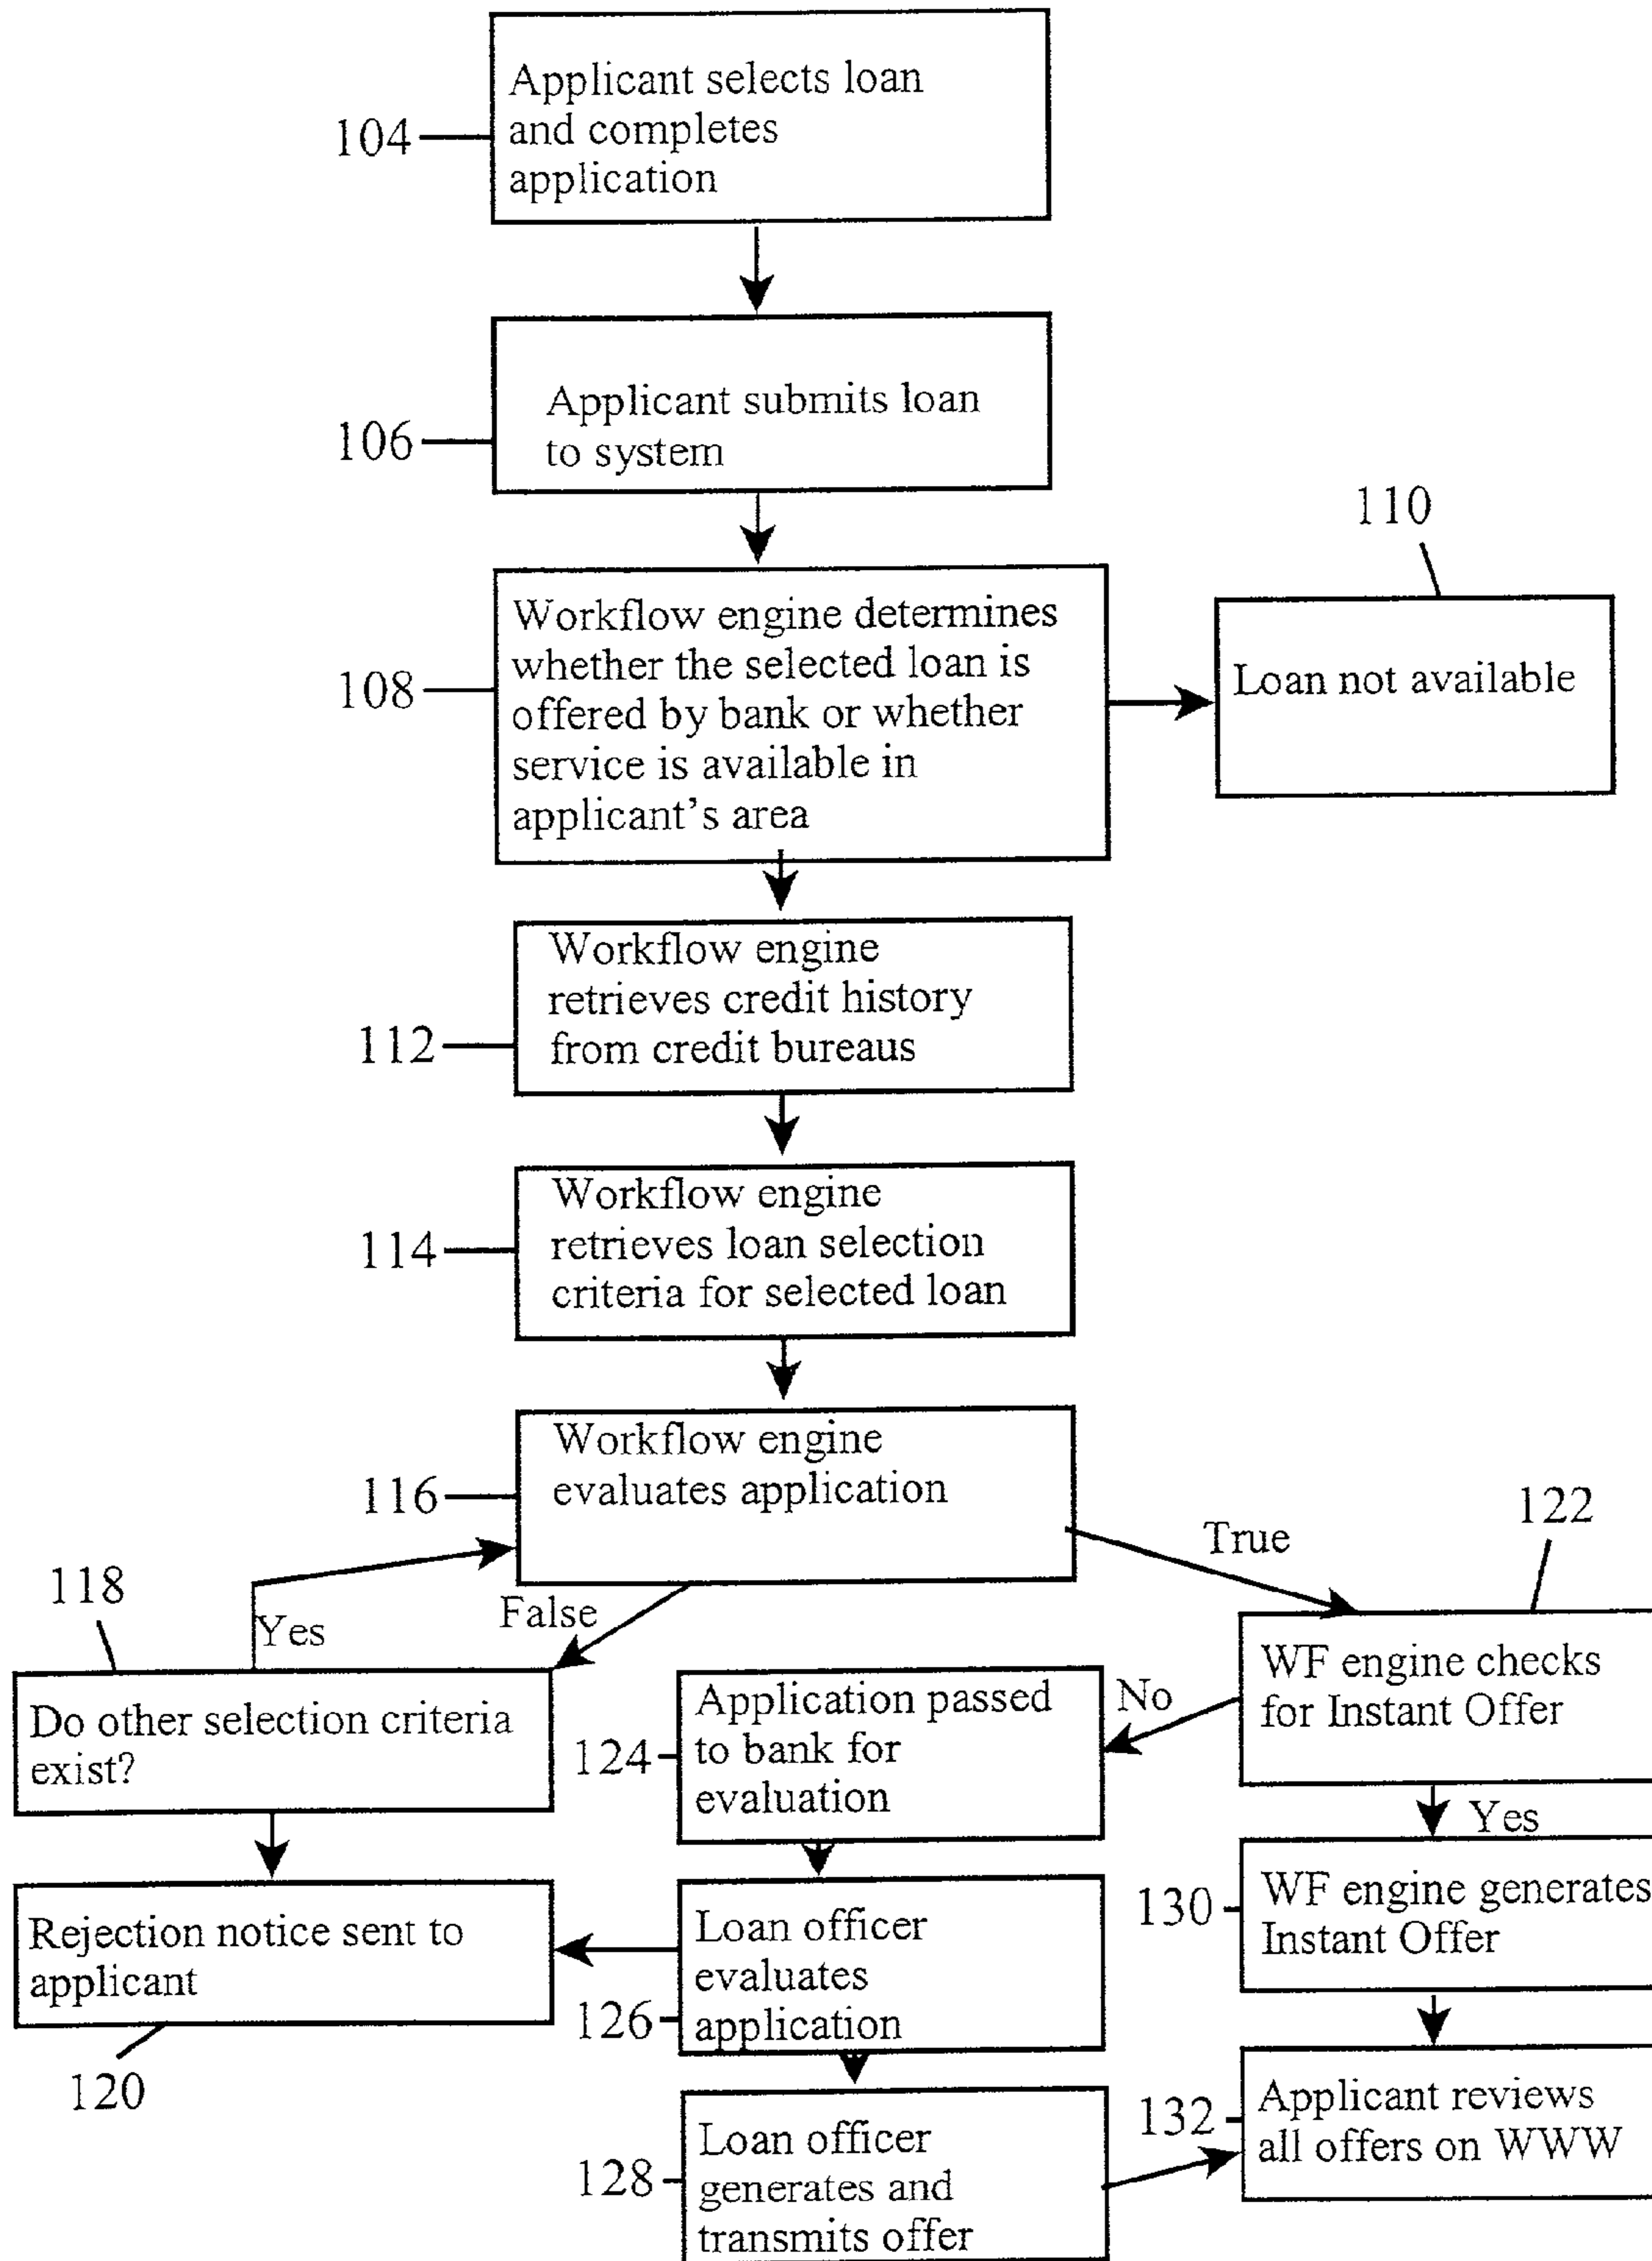 Applicant selects loan
and completes
application
104
Applicant submits loan
to system
106
110
Workflow engine determines
whether the selected loan is
offered by bank or whether
service is available in
applicant's area
108
Loan not available
Workflow engine
retrieves credit history
from credit bureaus
112
Workflow engine
retrieves loan selection
criteria for selected loan
114
Workflow engine
evaluates application
116
122
True
118
False
Yes
Do other selection criteria
exist?
Application passed
to bank for
evaluation
124
No
WF engine checks
for Instant Offer
Yes
Rejection notice sent to
applicant
120
Loan officer
evaluates
application
126
WF engine generates
Instant Offer
130
Loan officer
generates and
transmits offer
128
Applicant reviews
all offers on WWW
132